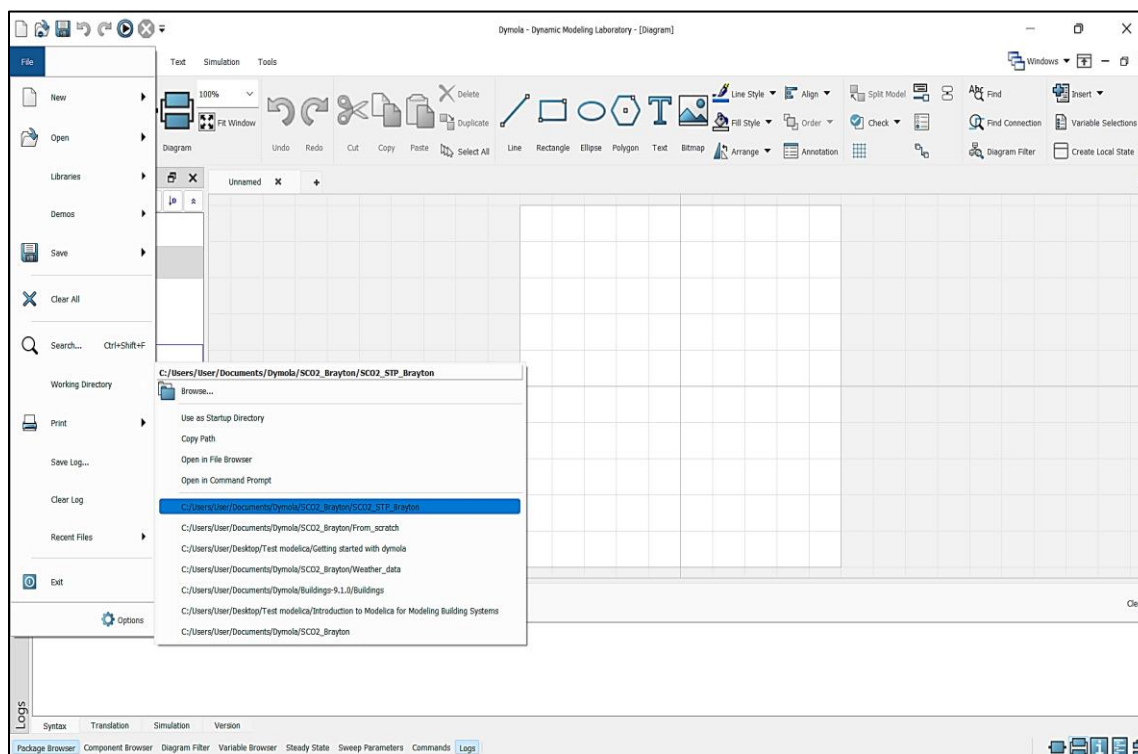 Dymola - Dynamic Modeling Laboratory - [Diagram]
File
Text Simulation Tools
Windows
New
Open
Libraries
Demos
Save
Clear All
Search... Ctrl+Shift+F
Working Directory
Print
Save Log...
Clear Log
Recent Files
Exit
Options
100%
Fit Window
Diagram
Undo Redo Cut Copy Paste
Delete
Duplicate
Select All
Line Rectangle Ellipse Polygon Text Bitmap
Line Style
Fill Style
Arrange
Align
Order
Annotation
Split Model
Check
Find
Find Connection
Diagram Filter
Insert
Variable Selections
Create Local State
Unnamed
C:/Users/User/Documents/Dymola/SCO2_Brayton/SCO2_STP_Brayton
Browse...
Use as Startup Directory
Copy Path
Open in File Browser
Open in Command Prompt
C:/Users/User/Documents/Dymola/SCO2_Brayton/SCO2_STP_Brayton
C:/Users/User/Documents/Dymola/SCO2_Brayton/From_scratch
C:/Users/User/Desktop/Test modelica/Getting started with dymola
C:/Users/User/Documents/Dymola/SCO2_Brayton/Weather_data
C:/Users/User/Documents/Dymola/Buildings-9.1.0/Buildings
C:/Users/User/Desktop/Test modelica/Introduction to Modelica for Modeling Building Systems
C:/Users/User/Documents/Dymola/SCO2_Brayton
Cle
Logs
Syntax Translation Simulation Version
Package Browser Component Browser Diagram Filter Variable Browser Steady State Sweep Parameters Commands Logs